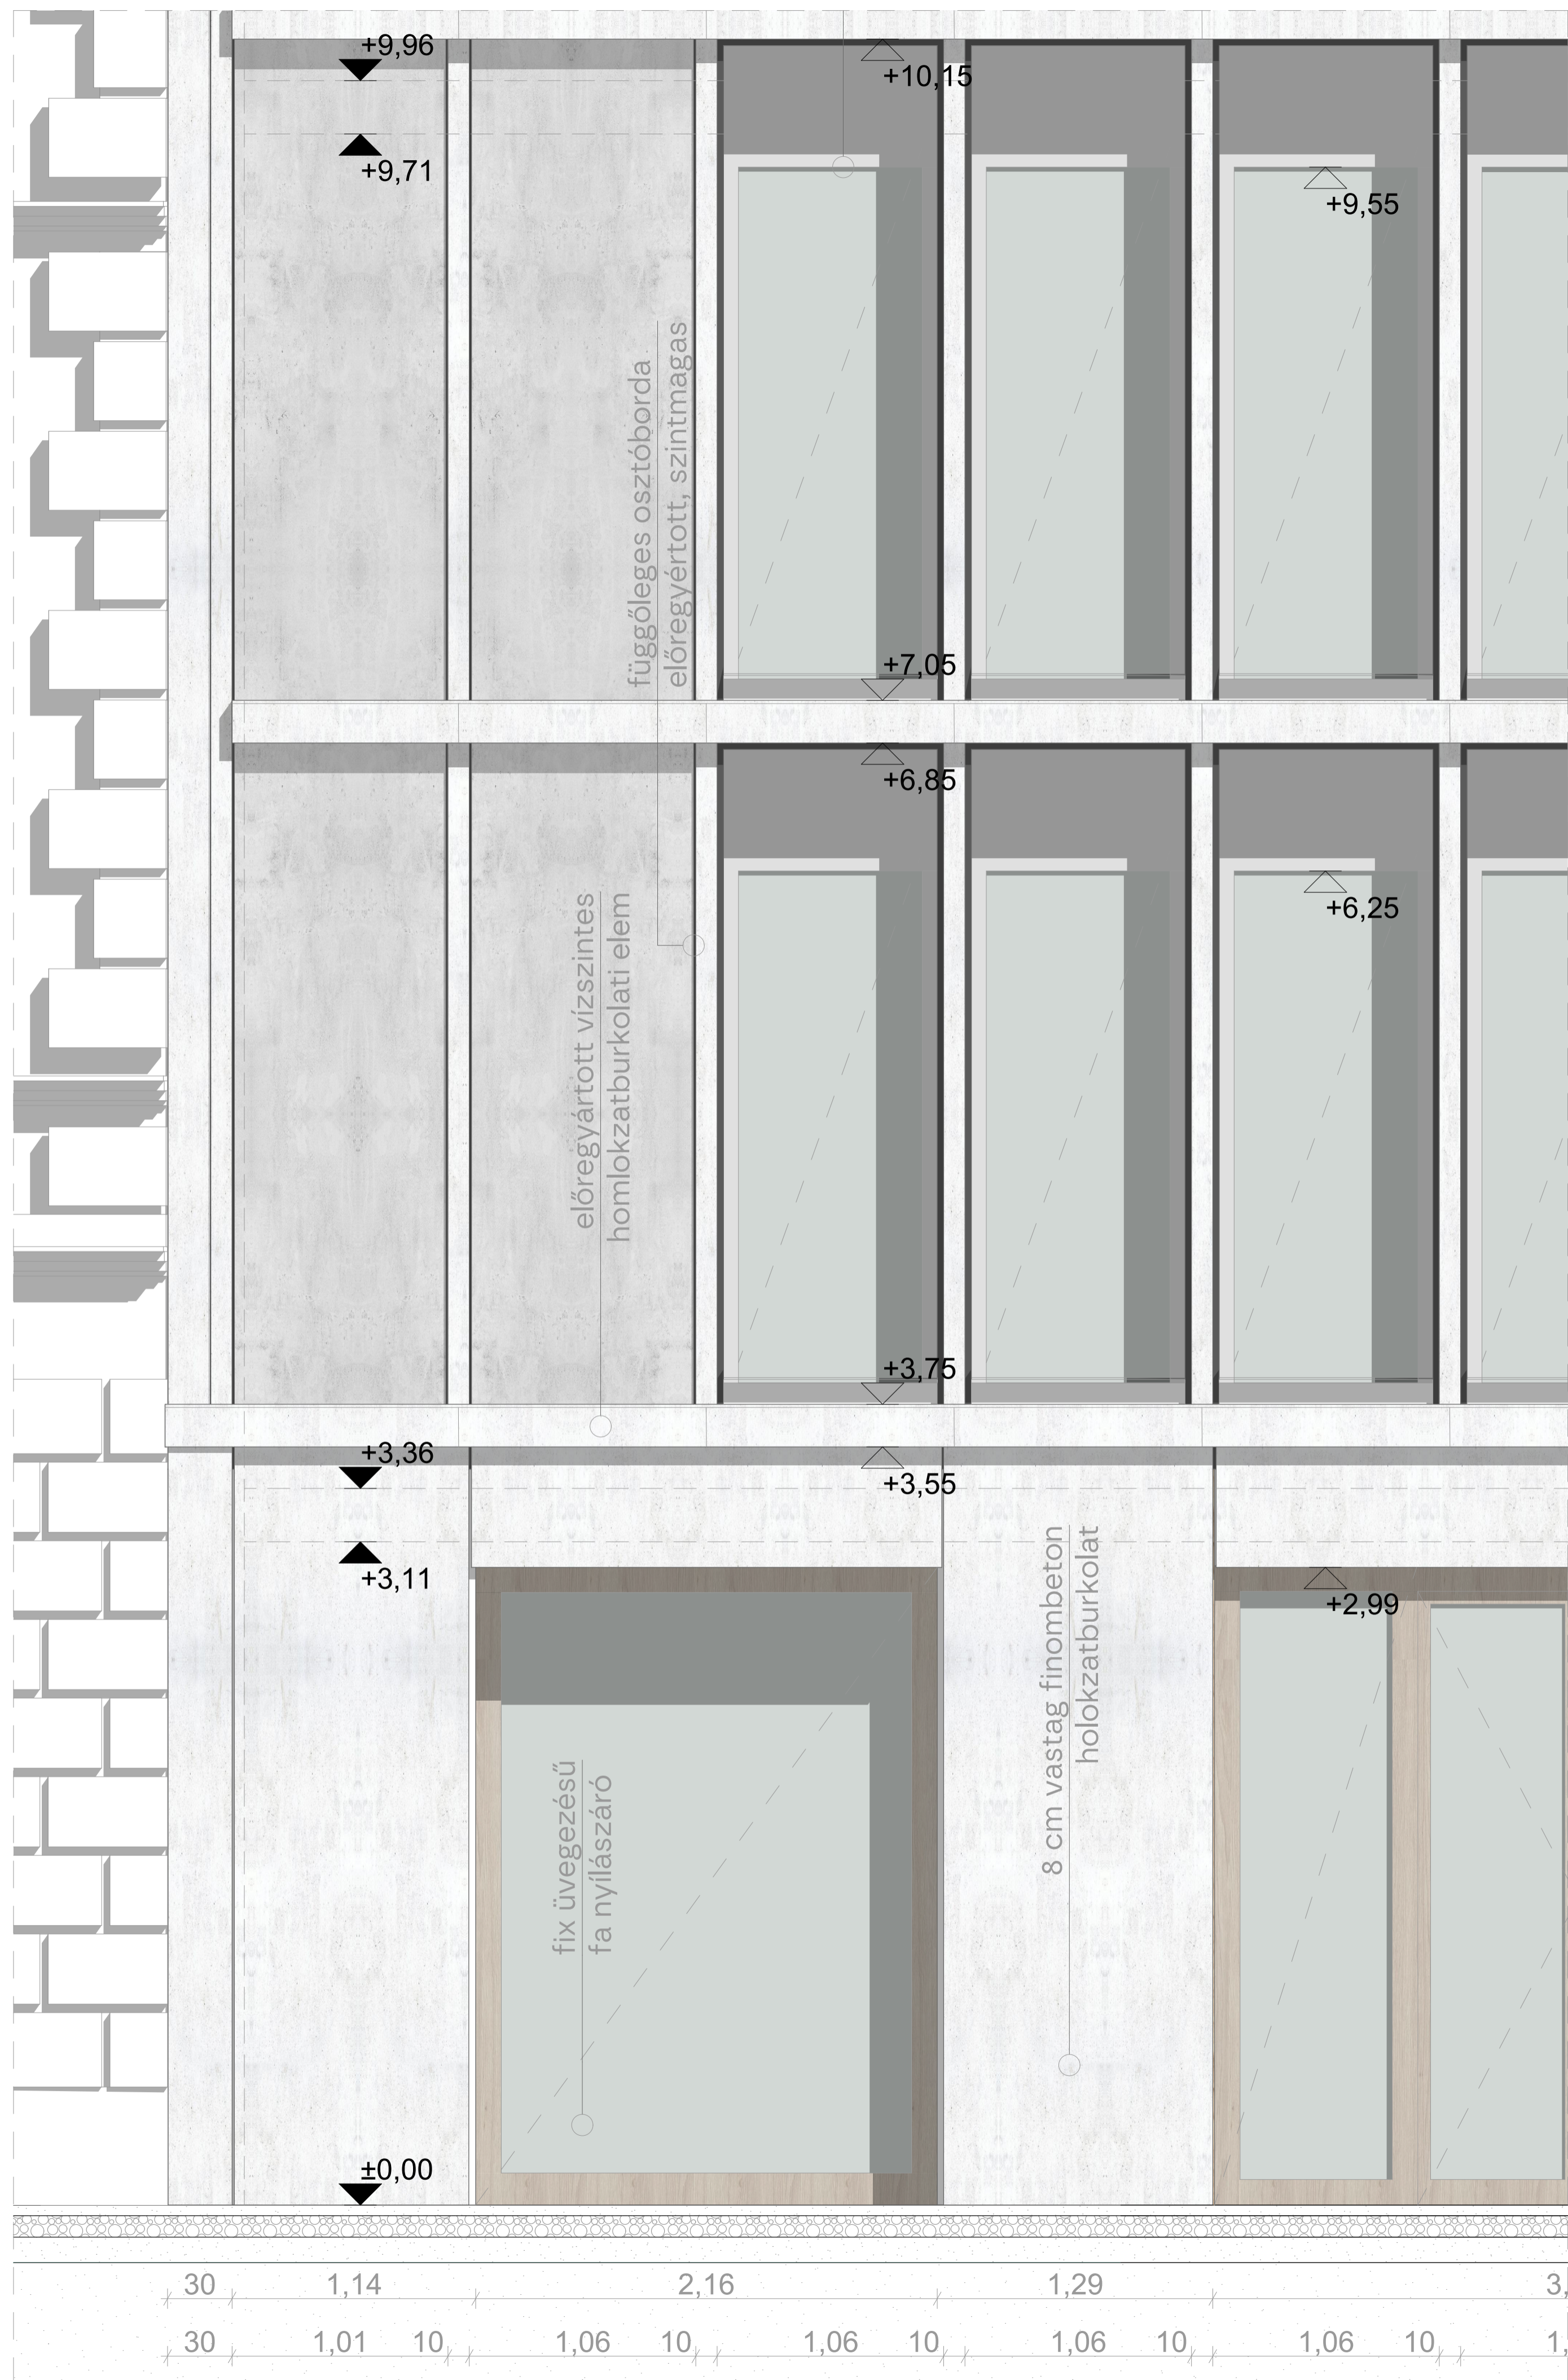 +9,96
+10,15
+9,71
+9,55
függőleges osztóborda
előregyértott, szintmagas
+7,05
+6,85
+6,25
előregyártott vízszintes
homlokzatburkolati elem
+3,75
+3,36
+3,55
+3,11
+2,99
8 cm vastag finombeton
holokzatburkolat
fix üvegezésű
fa nyílászáró
±0,00
30 1,14 2,16 1,29 3,
30 1,01 10 1,06 10 1,06 10 1,06 10 1,06 10 1,